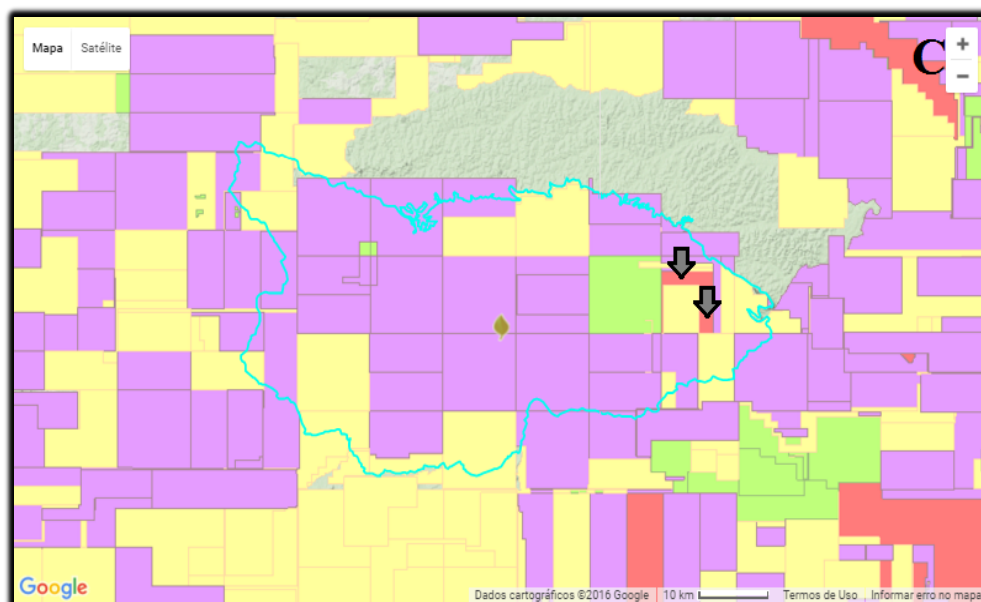 Mapa Satélite
C
+
−
Google
Dados cartográficos ©2016 Google 10 km Termos de Uso Informar erro no mapa